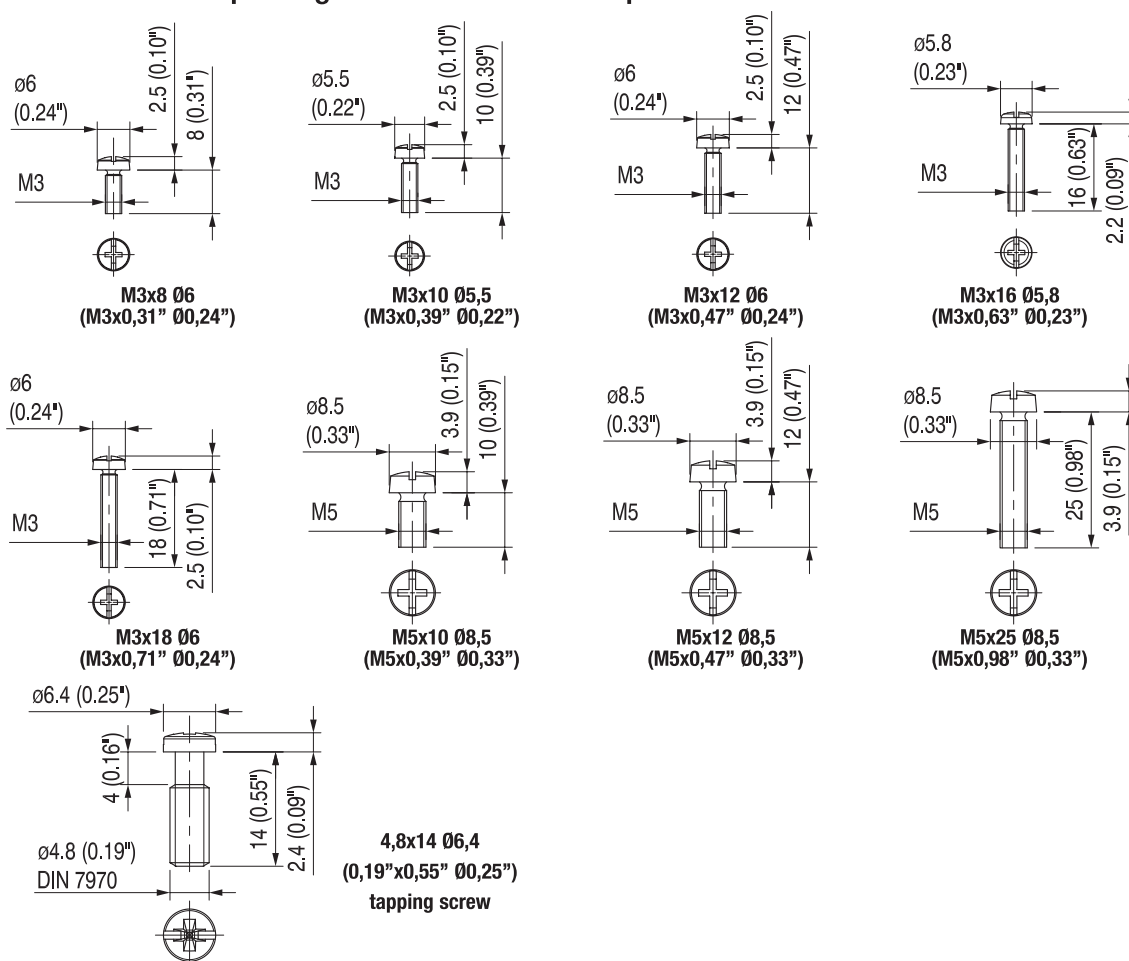 ø6
(0.24")
2.5 (0.10")
8 (0.31")
M3
M3x8 Ø6
(M3x0,31” Ø0,24”)
ø5.5
(0.22")
2.5 (0.10")
10 (0.39")
M3
M3x10 Ø5,5
(M3x0,39” Ø0,22”)
ø6
(0.24")
2.5 (0.10")
12 (0.47")
M3
M3x12 Ø6
(M3x0,47” Ø0,24”)
ø5.8
(0.23")
M3
16 (0.63")
2.2 (0.09")
M3x16 Ø5,8
(M3x0,63” Ø0,23”)
ø6
(0.24")
M3
18 (0.71")
2.5 (0.10")
M3x18 Ø6
(M3x0,71” Ø0,24”)
ø8.5
(0.33")
3.9 (0.15")
10 (0.39")
M5
M5x10 Ø8,5
(M5x0,39” Ø0,33”)
ø8.5
(0.33")
3.9 (0.15")
12 (0.47")
M5
M5x12 Ø8,5
(M5x0,47” Ø0,33”)
ø8.5
(0.33")
M5
25 (0.98")
3.9 (0.15")
M5x25 Ø8,5
(M5x0,98” Ø0,33”)
ø6.4 (0.25")
4 (0.16")
14 (0.55")
2.4 (0.09")
ø4.8 (0.19")
DIN 7970
4,8x14 Ø6,4
(0,19”x0,55” Ø0,25”)
tapping screw